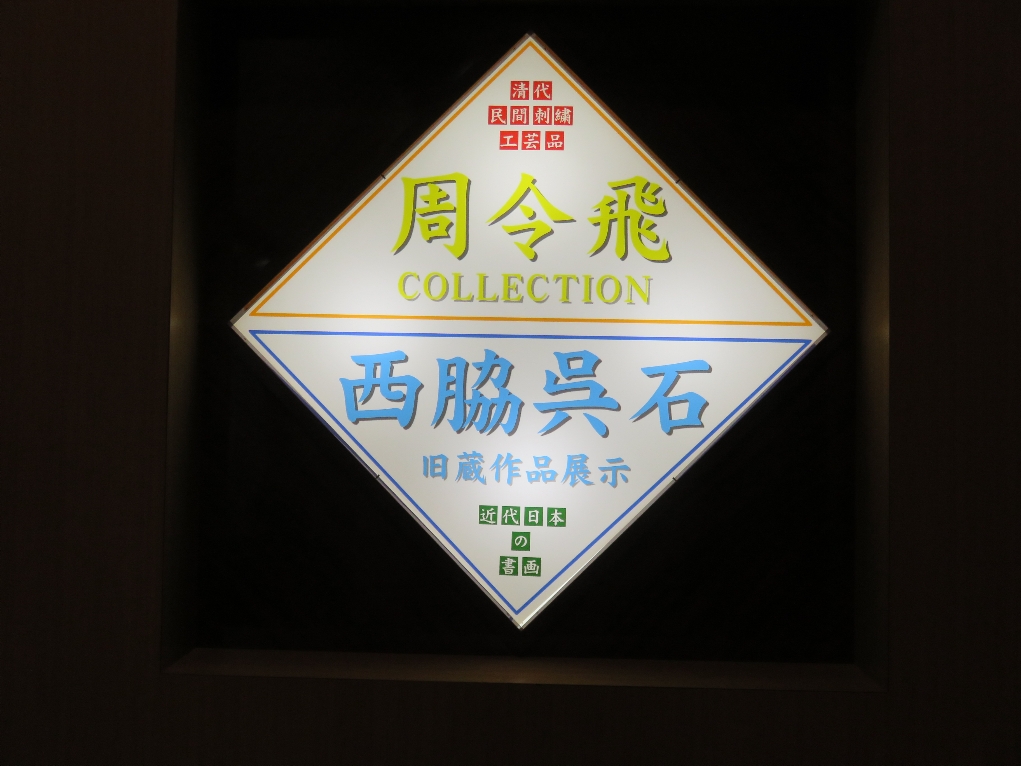 清代
民間刺繍
工芸品
周令飛
COLLECTION
西脇呉石
旧蔵作品展示
近代日本
の
書画